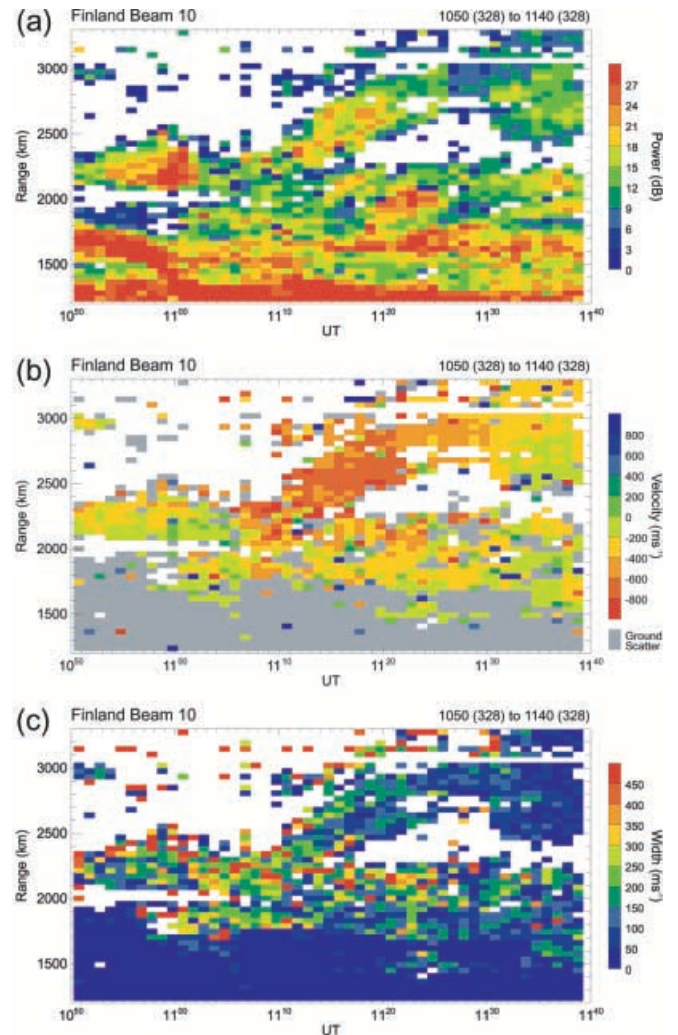 (a) Finland Beam 10 1050 (328) to 1140 (328)
3000
2500
2000
1500
Range (km)
10⁵⁰ 11⁰⁰ 11¹⁰ 11²⁰ 11³⁰ 11⁴⁰
UT
27
24
21
18
15
12
9
6
3
0
Power (dB)
(b) Finland Beam 10 1050 (328) to 1140 (328)
3000
2500
2000
1500
Range (km)
10⁵⁰ 11⁰⁰ 11¹⁰ 11²⁰ 11³⁰ 11⁴⁰
UT
800
600
400
200
0
-200
-400
-600
-800
Velocity (ms⁻¹)
Ground
Scatter
(c) Finland Beam 10 1050 (328) to 1140 (328)
3000
2500
2000
1500
Range (km)
10⁵⁰ 11⁰⁰ 11¹⁰ 11²⁰ 11³⁰ 11⁴⁰
UT
450
400
350
300
250
200
150
100
50
0
Width (ms⁻¹)